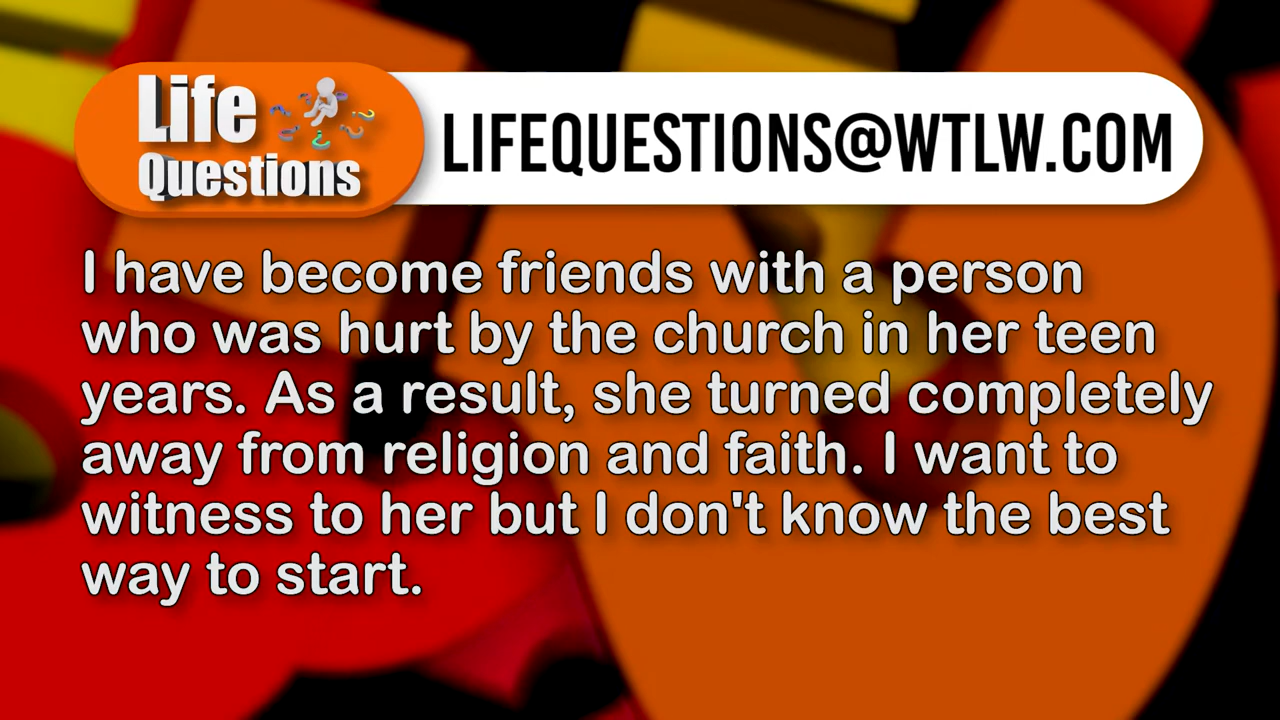 Life
Questions
LIFEQUESTIONS@WTLW.COM
I have become friends with a person
who was hurt by the church in her teen
years. As a result, she turned completely
away from religion and faith. I want to
witness to her but I don't know the best
way to start.